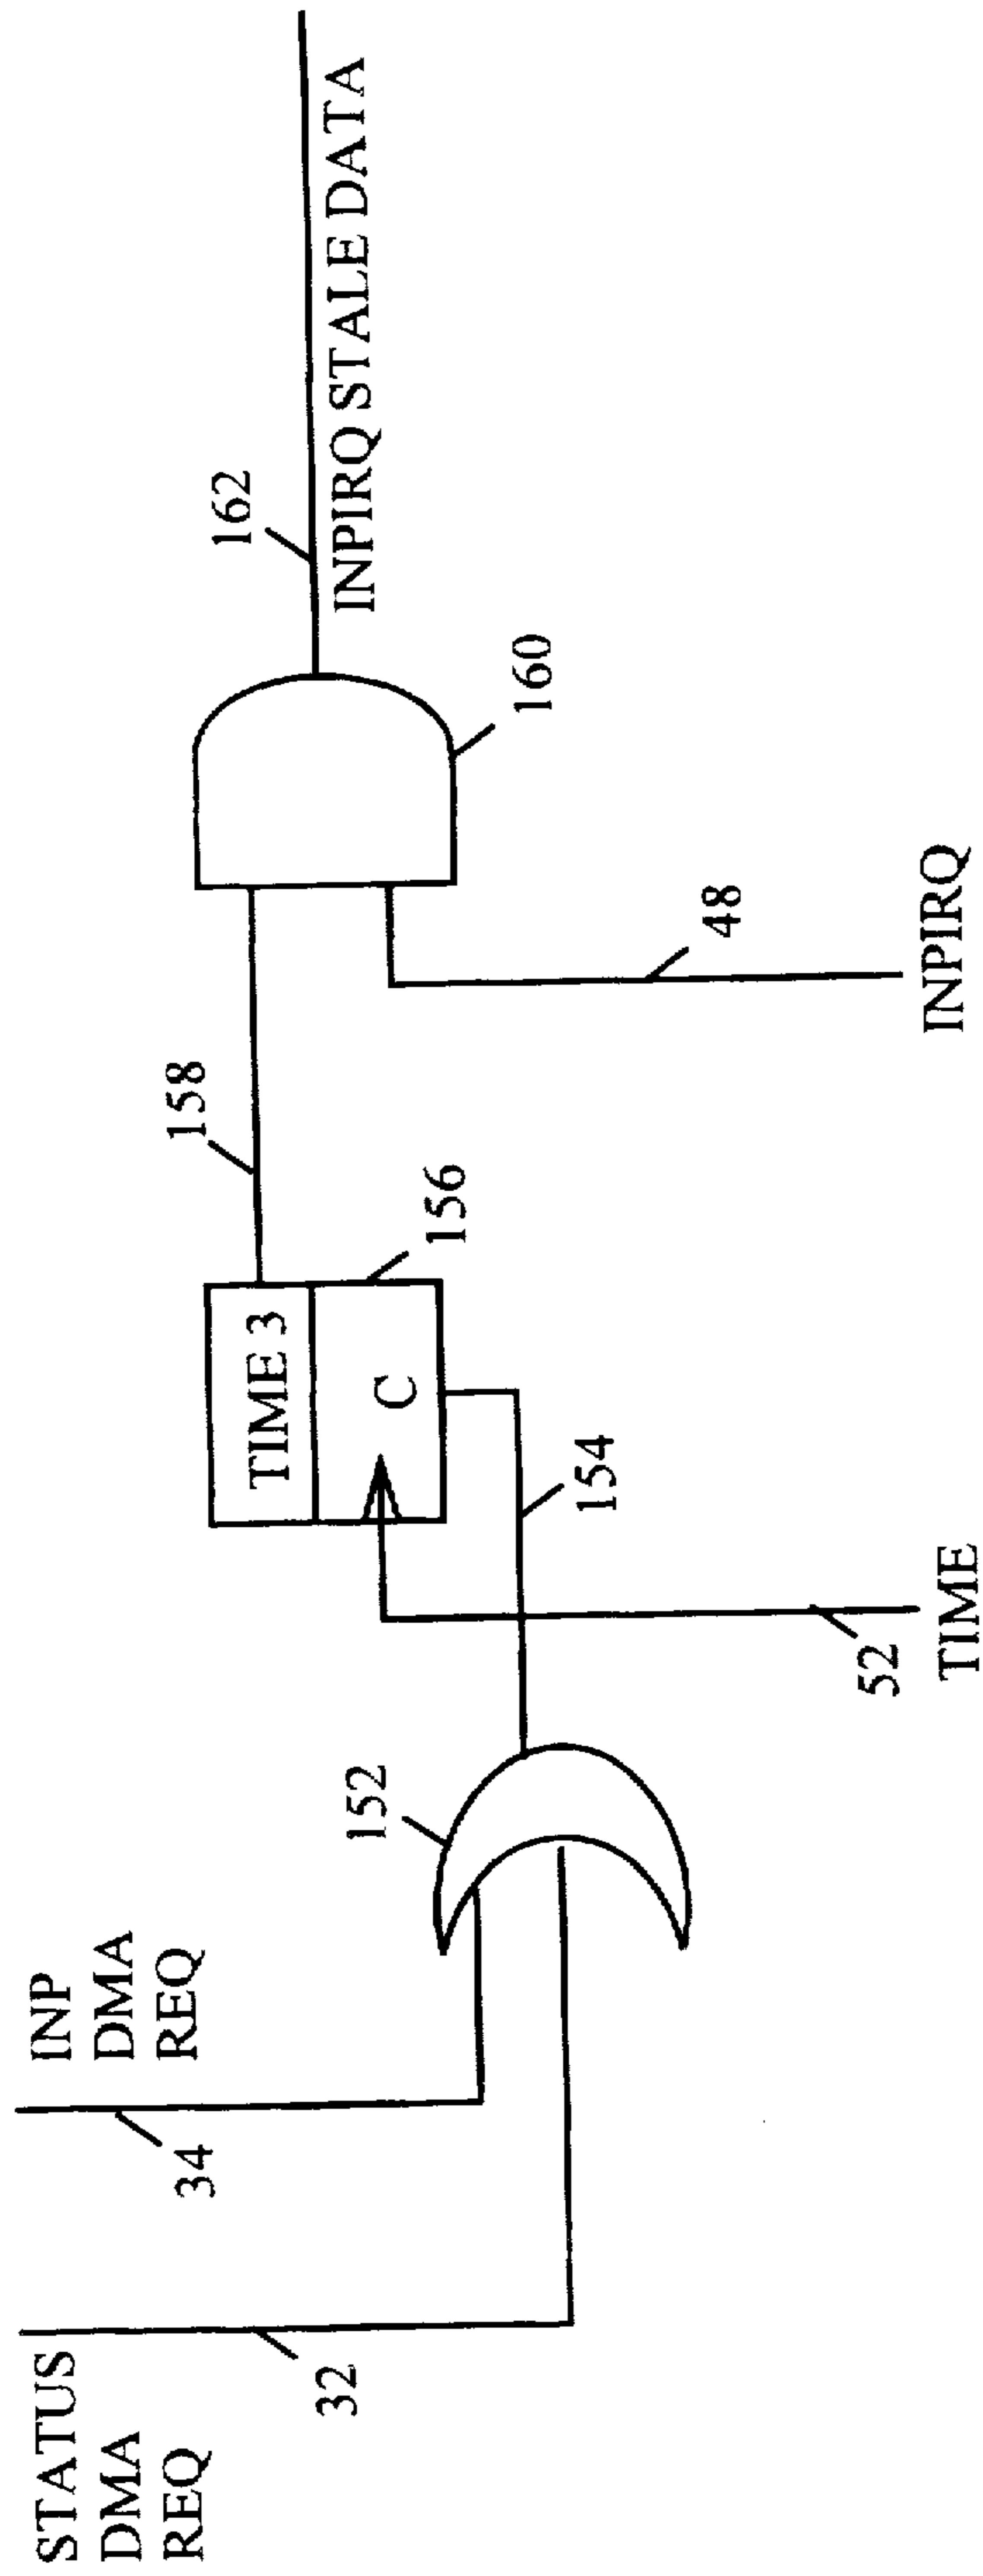 STATUS
DMA
REQ
32
34
INP
DMA
REQ
152
154
52
TIME
TIME 3
C
156
158
48
INPIRQ
160
162
INPIRQ STALE DATA